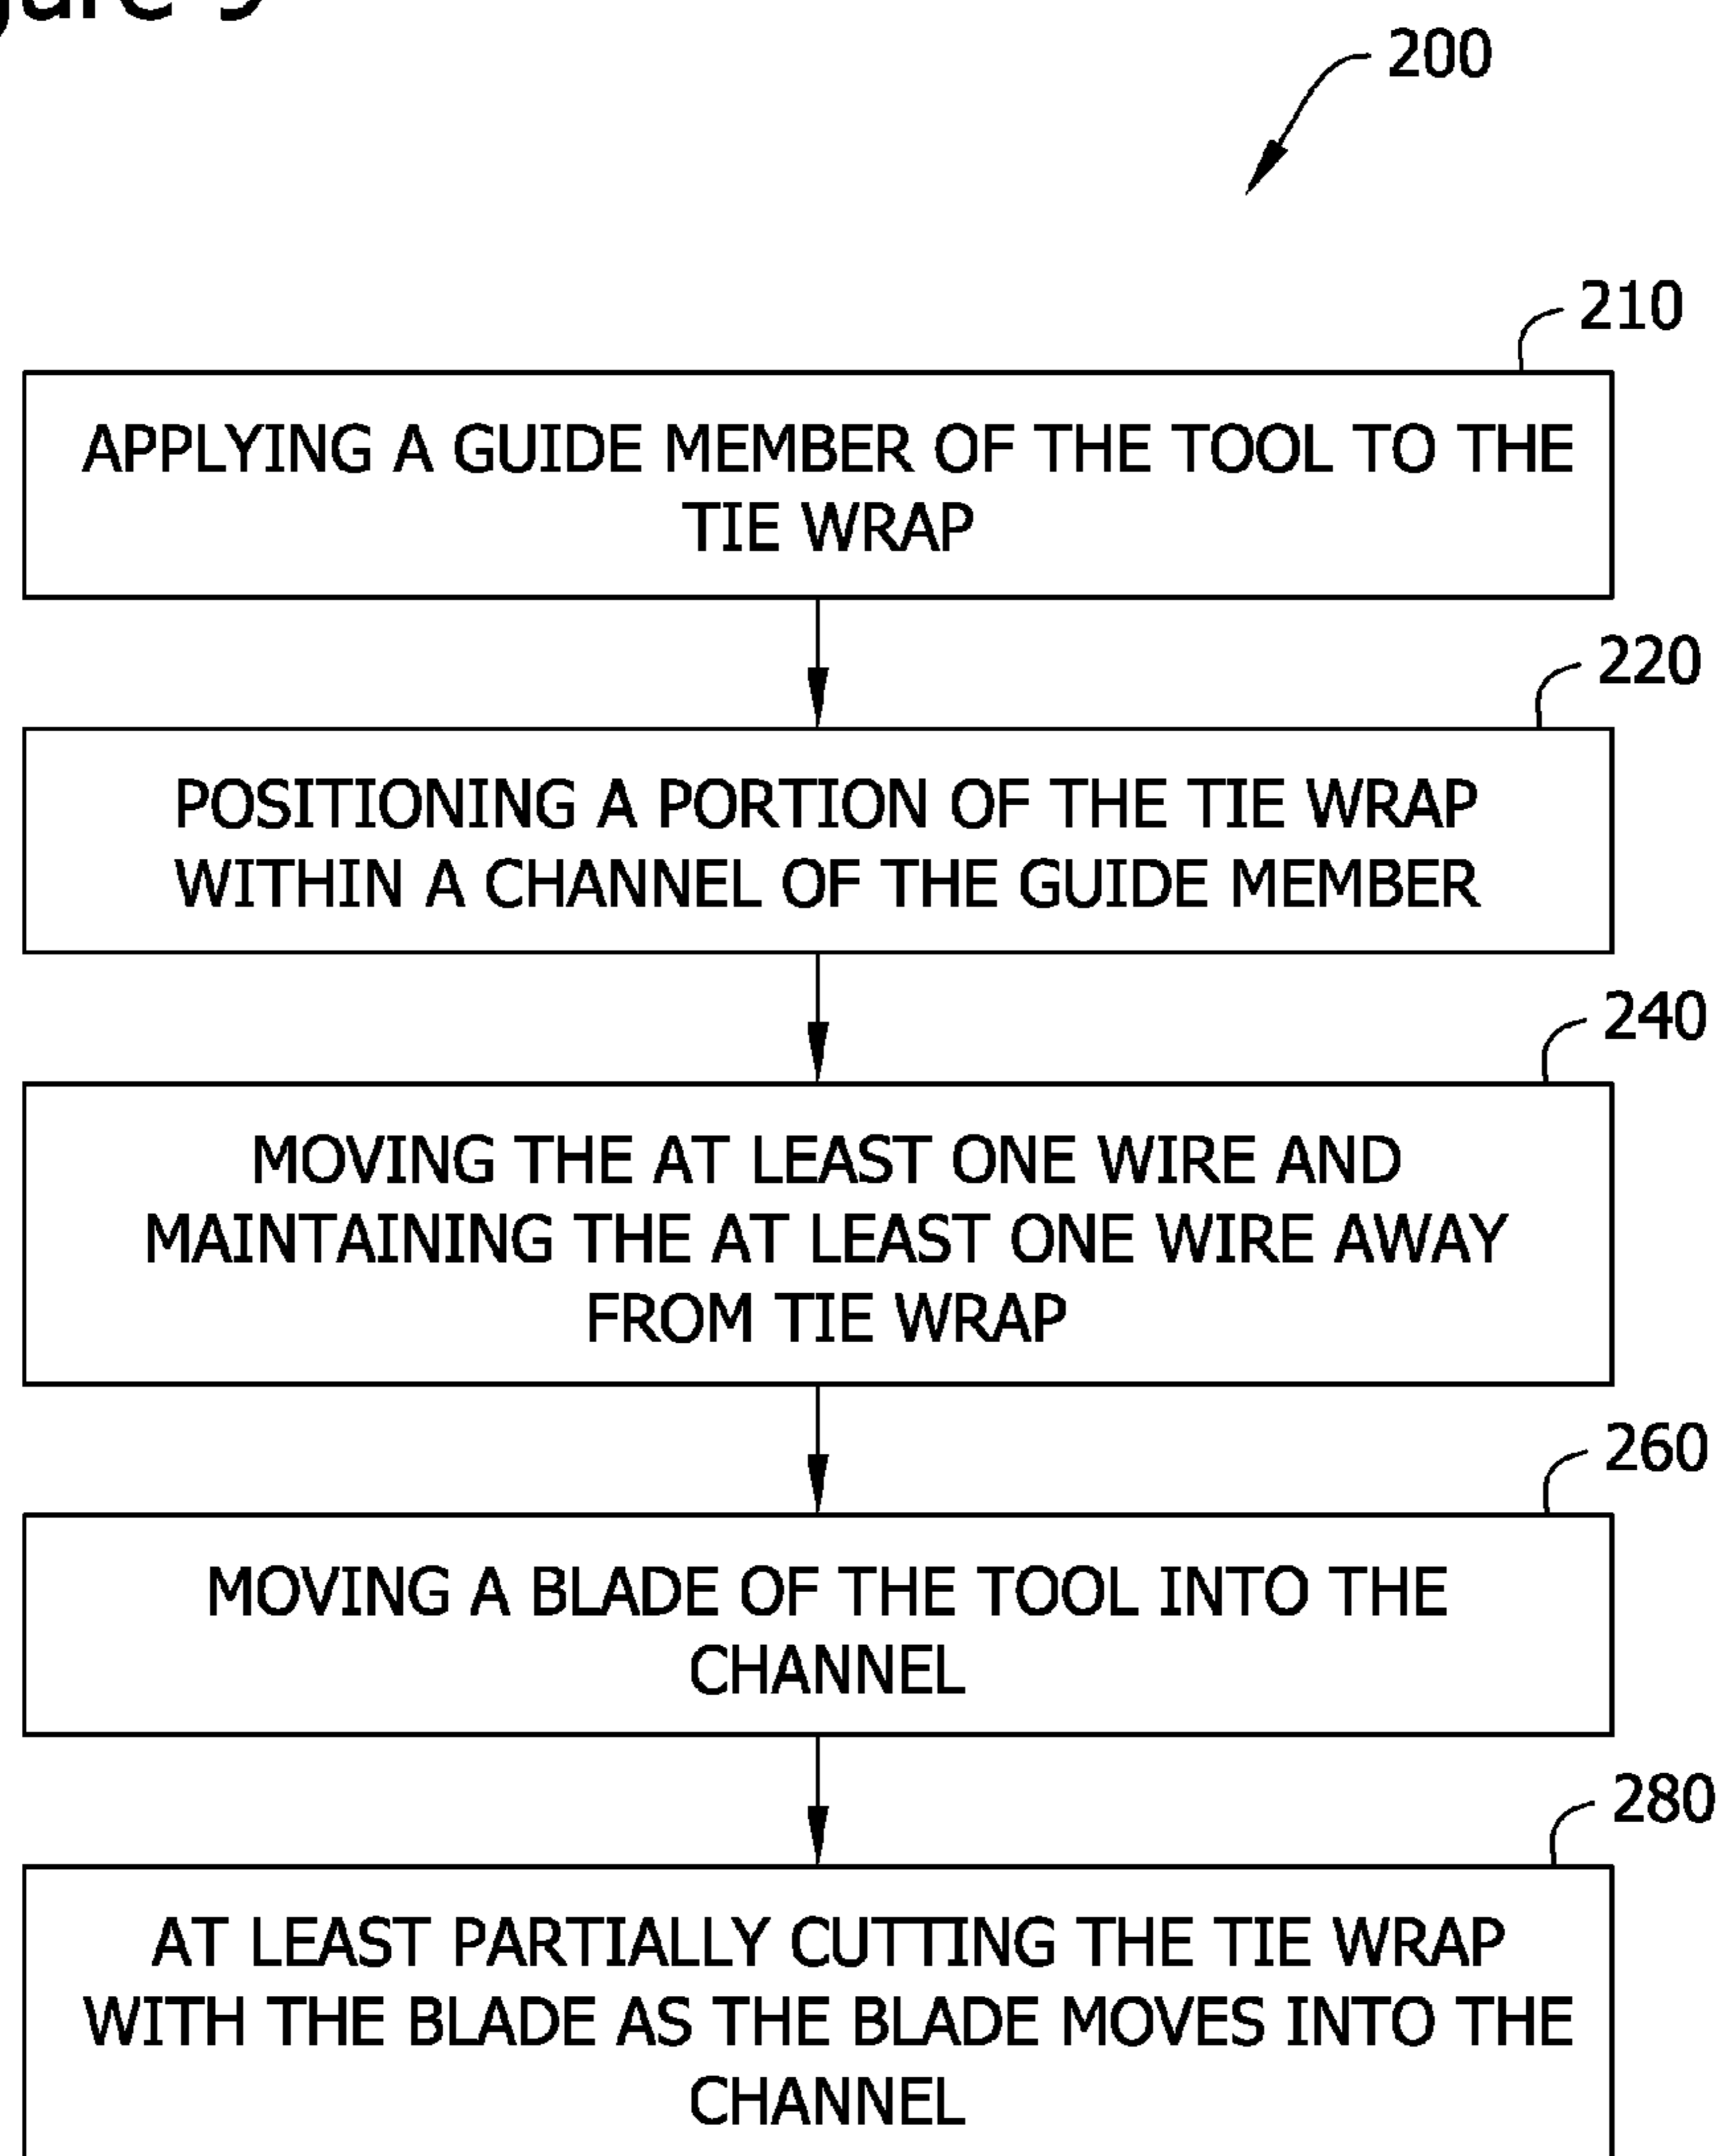 200
210
APPLYING A GUIDE MEMBER OF THE TOOL TO THE
TIE WRAP
220
POSITIONING A PORTION OF THE TIE WRAP
WITHIN A CHANNEL OF THE GUIDE MEMBER
240
MOVING THE AT LEAST ONE WIRE AND
MAINTAINING THE AT LEAST ONE WIRE AWAY
FROM TIE WRAP
260
MOVING A BLADE OF THE TOOL INTO THE
CHANNEL
280
AT LEAST PARTIALLY CUTTING THE TIE WRAP
WITH THE BLADE AS THE BLADE MOVES INTO THE
CHANNEL